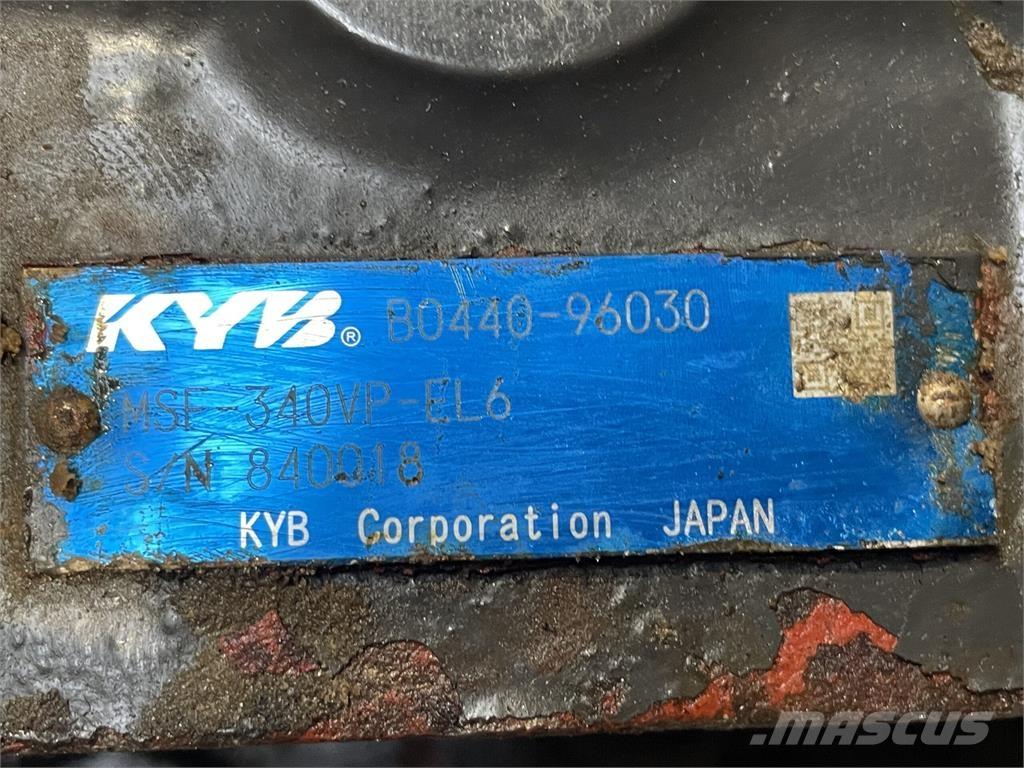 KYB® B0440-96030
MSF-340VP-EL6
S/N 840018
KYB Corporation JAPAN
MASCUS